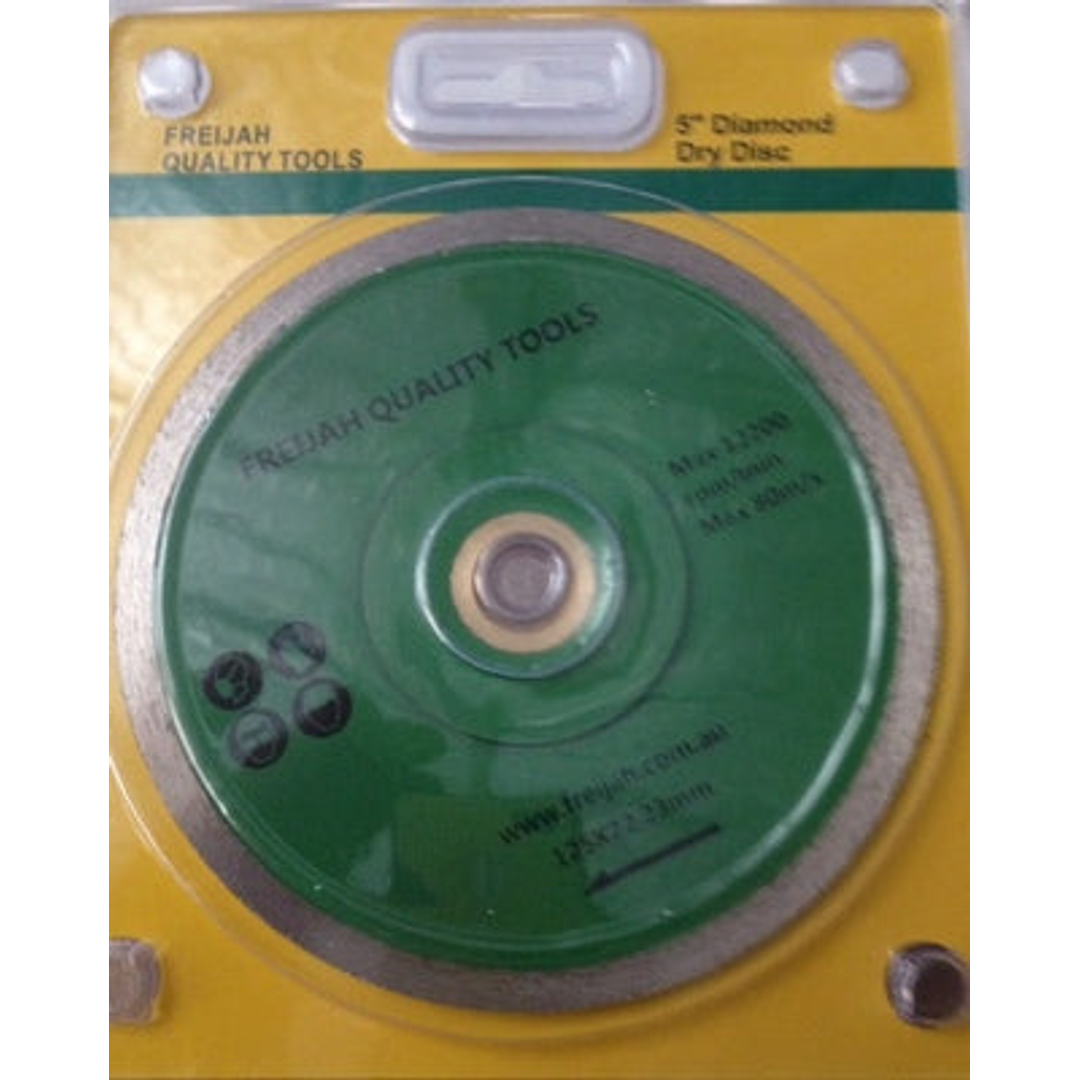 FREIJAH
QUALITY TOOLS
5" Diamond
Dry Disc
FREIJAH QUALITY TOOLS
Max 12200
rpm/min
Max 80m/s
www.freijah.com.au
125X22.23mm